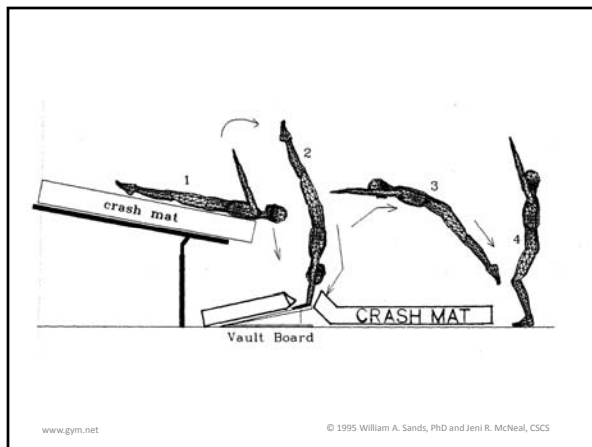 1
2
3
4
crash mat
CRASH MAT
Vault Board
www.gym.net
© 1995 William A. Sands, PhD and Jeni R. McNeal, CSCS